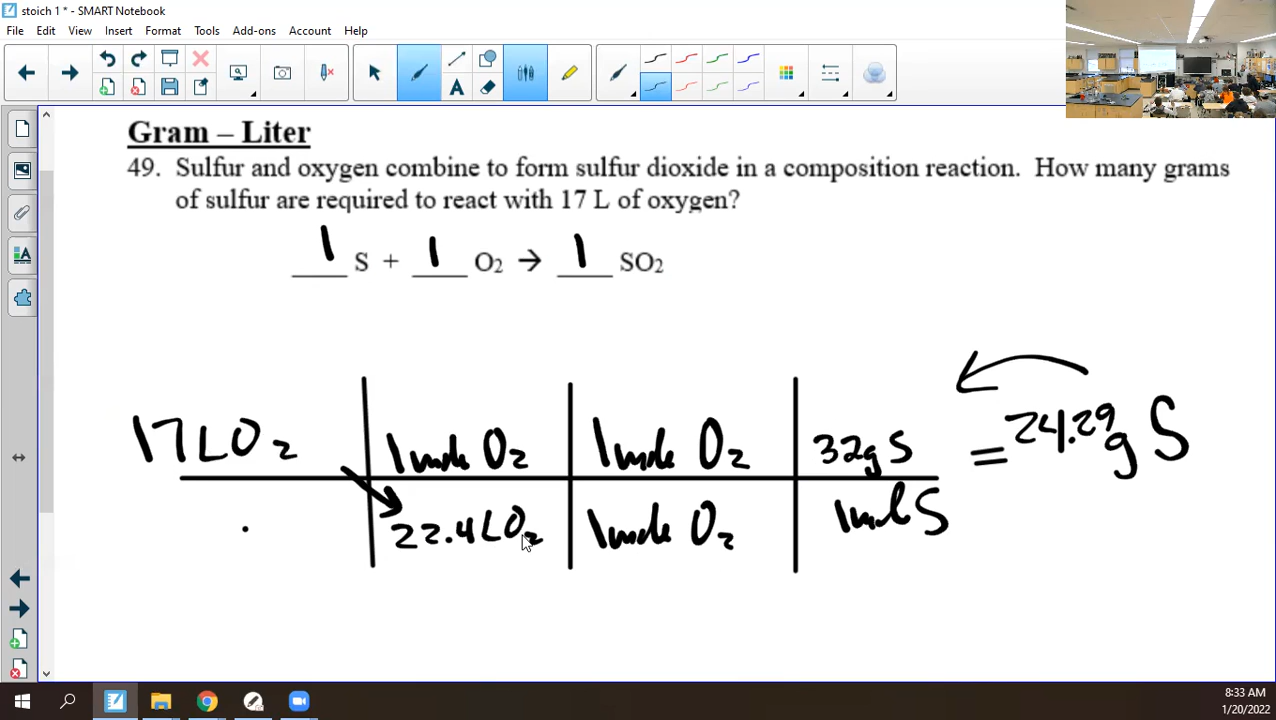 stoich 1 * - SMART Notebook
File Edit View Insert Format Tools Add-ons Account Help
Gram – Liter
49. Sulfur and oxygen combine to form sulfur dioxide in a composition reaction. How many grams
of sulfur are required to react with 17 L of oxygen?
1 S + 1 O₂ → 1 SO₂
17 L O₂ 1 mole O₂ 1 mole O₂ 32g S = 24.29 g S
22.4 L O₂ 1 mole O₂ 1 mol S
8:33 AM
1/20/2022